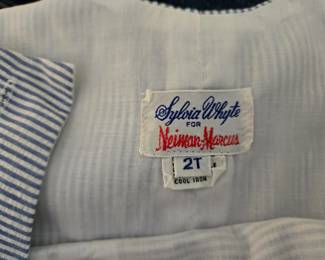 Sylvia Whyte
FOR
Neiman-Marcus
2T
COOL IRON